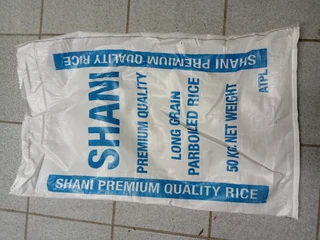 SHANI PREMIUM QUALITY RICE
SHANI
PREMIUM QUALITY
LONG GRAIN
PARBOILED RICE
50 KG. NET WEIGHT
ATPL
SHANI PREMIUM QUALITY RICE